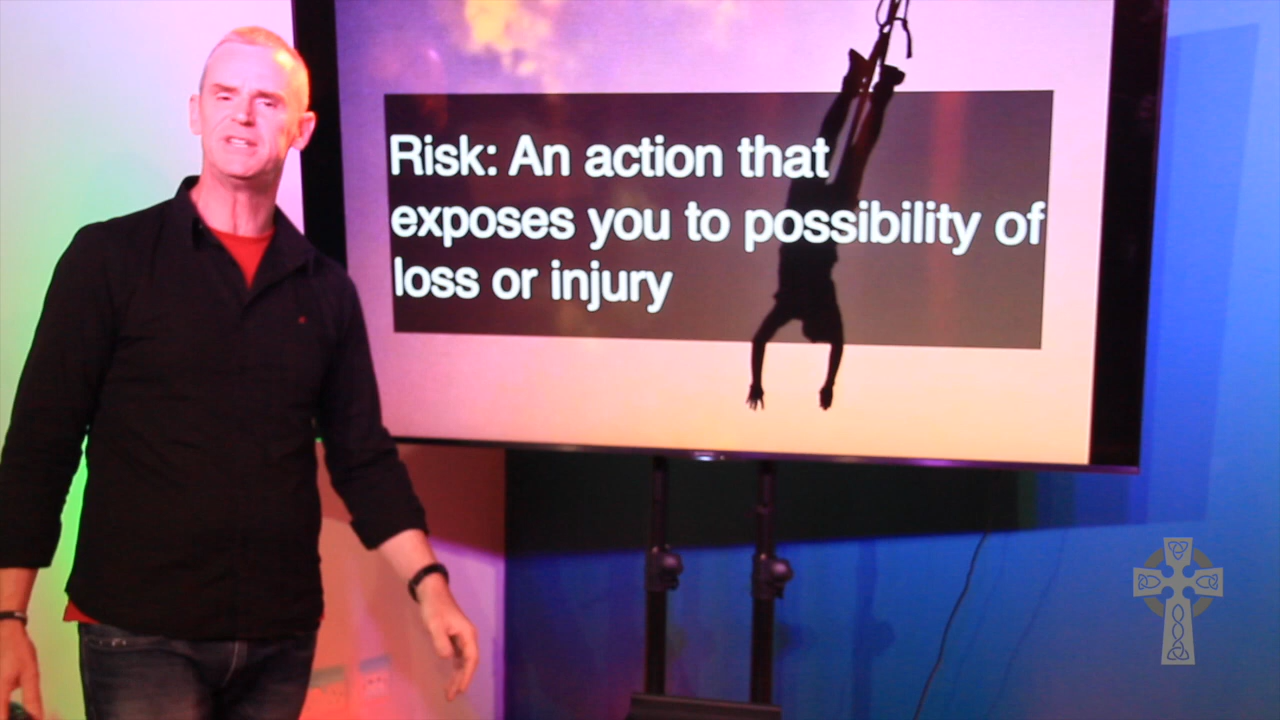 Risk: An action that
exposes you to possibility of
loss or injury